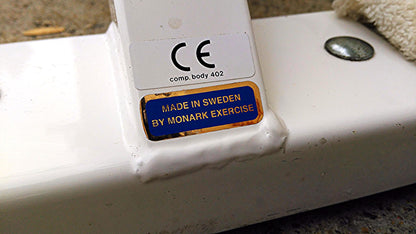 CE
comp. body 402
MADE IN SWEDEN
BY MONARK EXERCISE